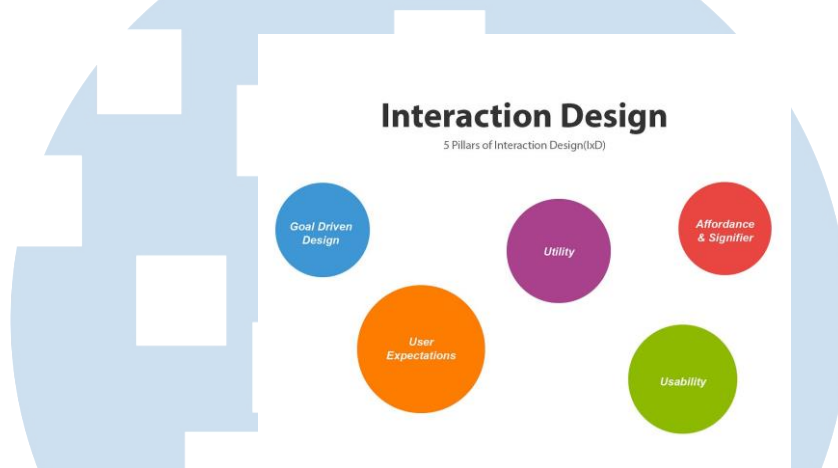 Interaction Design
5 Pillars of Interaction Design(IxD)
Goal Driven
Design
Utility
Affordance
& Signifier
User
Expectations
Usability